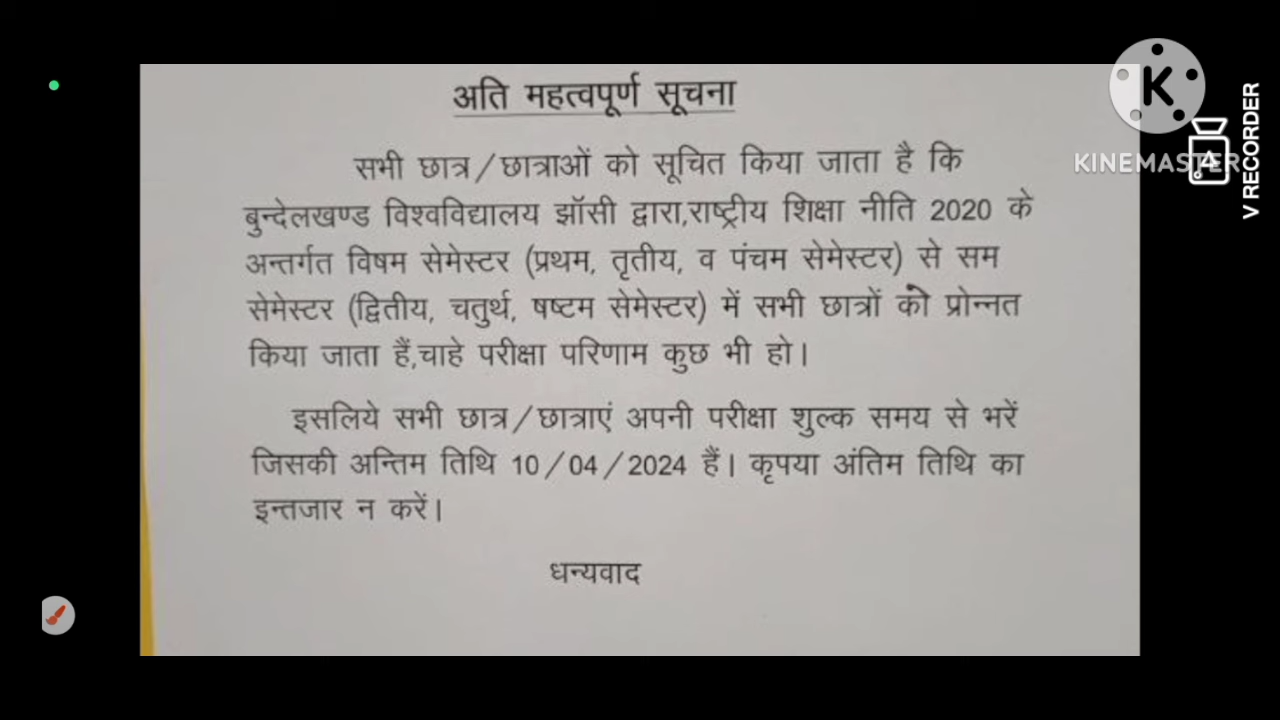 अति महत्वपूर्ण सूचना
सभी छात्र/छात्राओं को सूचित किया जाता है कि
बुन्देलखण्ड विश्वविद्यालय झॉसी द्वारा,राष्ट्रीय शिक्षा नीति 2020 के
अन्तर्गत विषम सेमेस्टर (प्रथम, तृतीय, व पंचम सेमेस्टर) से सम
सेमेस्टर (द्वितीय, चतुर्थ, षष्टम सेमेस्टर) में सभी छात्रों को प्रोन्नत
किया जाता हैं,चाहे परीक्षा परिणाम कुछ भी हो।
इसलिये सभी छात्र/छात्राएं अपनी परीक्षा शुल्क समय से भरें
जिसकी अन्तिम तिथि 10/04/2024 हैं। कृपया अंतिम तिथि का
इन्तजार न करें।
धन्यवाद
K
KINEMASTER
4
V RECORDER